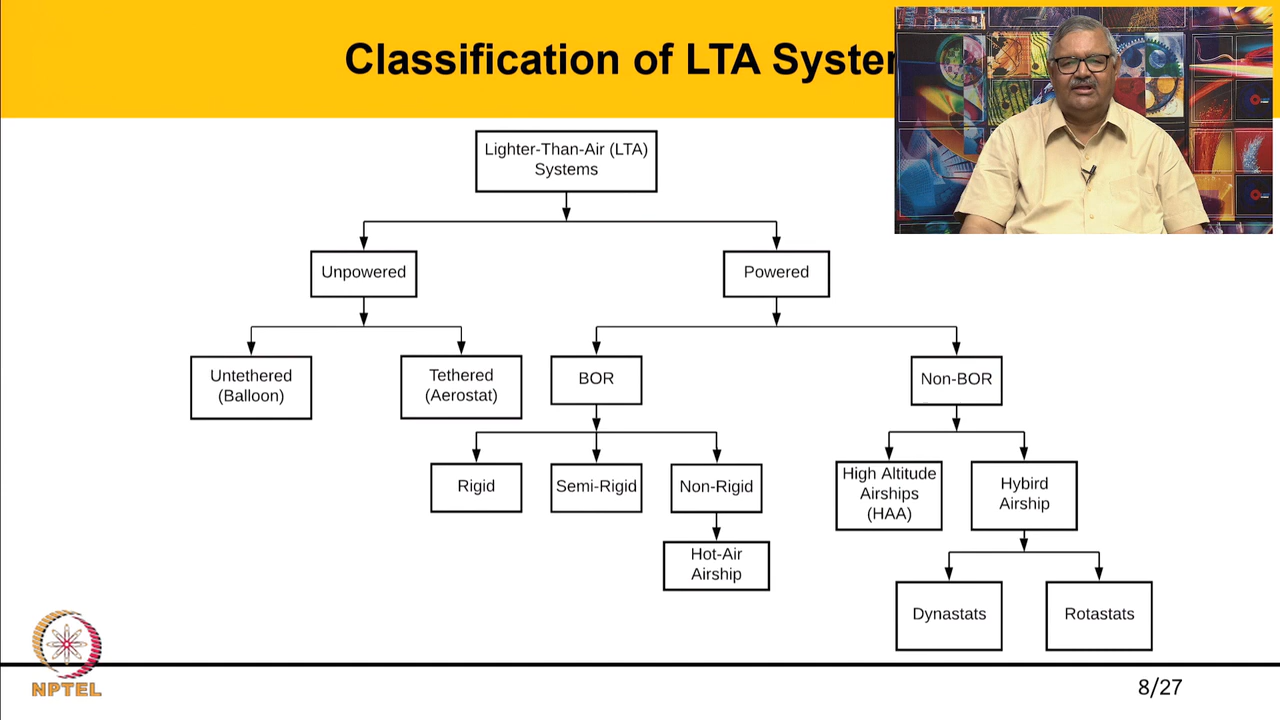 Classification of LTA Syster
Lighter-Than-Air (LTA)
Systems
Unpowered
Powered
Untethered
(Balloon)
Tethered
(Aerostat)
BOR
Non-BOR
Rigid
Semi-Rigid
Non-Rigid
High Altitude
Airships
(HAA)
Hybird
Airship
Hot-Air
Airship
Dynastats
Rotastats
NPTEL
8/27